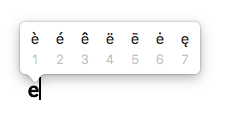 è é ê ë ē ė ę
1 2 3 4 5 6 7
e